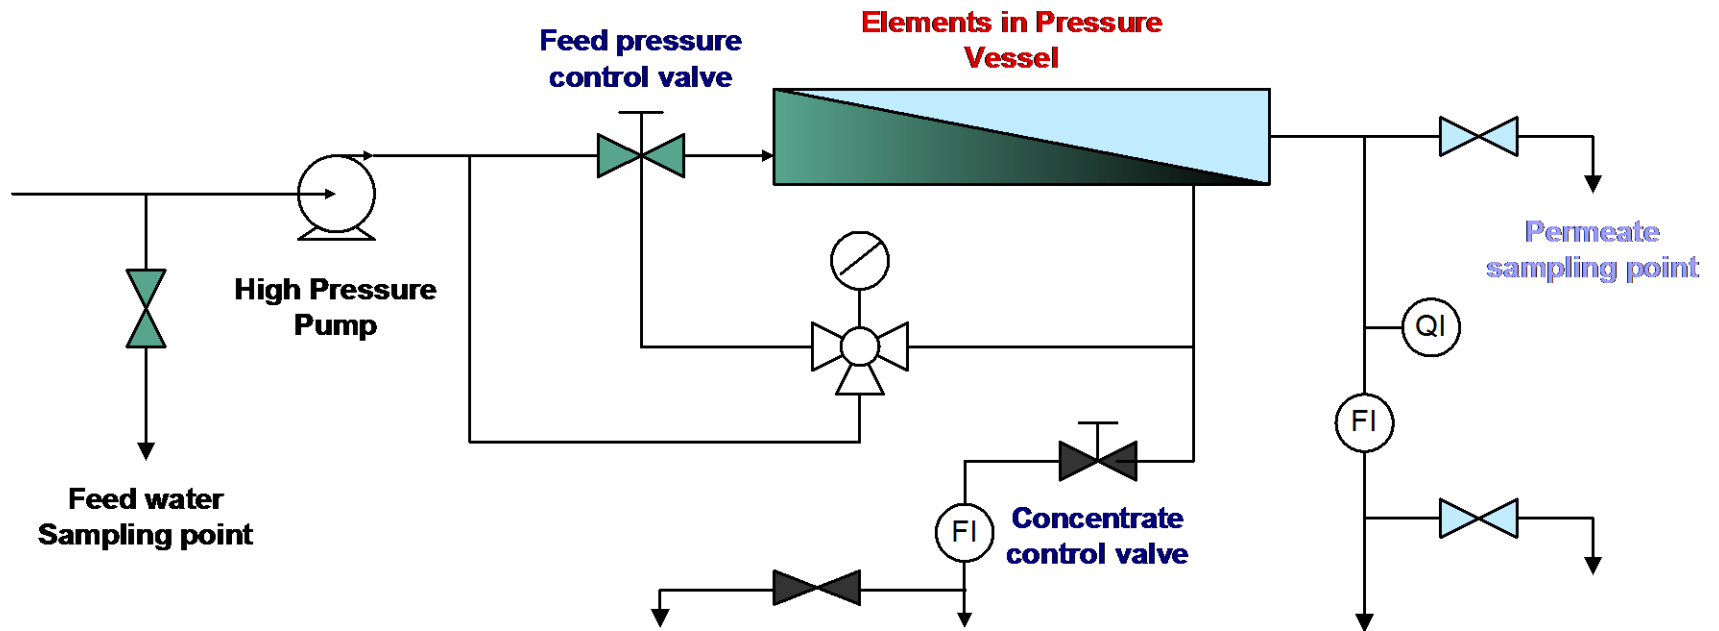 Elements in Pressure
Vessel
Feed pressure
control valve
Permeate
sampling point
High Pressure
Pump
QI
FI
Feed water
Sampling point
FI
Concentrate
control valve